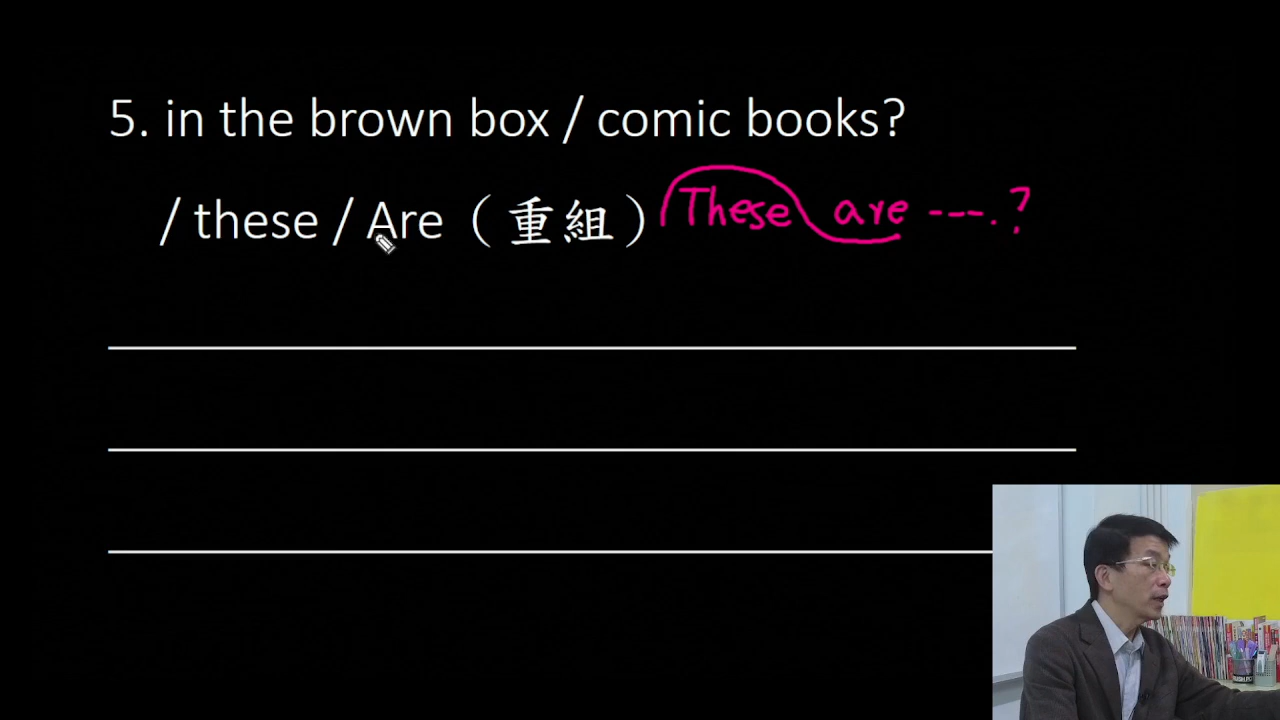 5. in the brown box / comic books?
/ these / Are（重組）These are ---.?